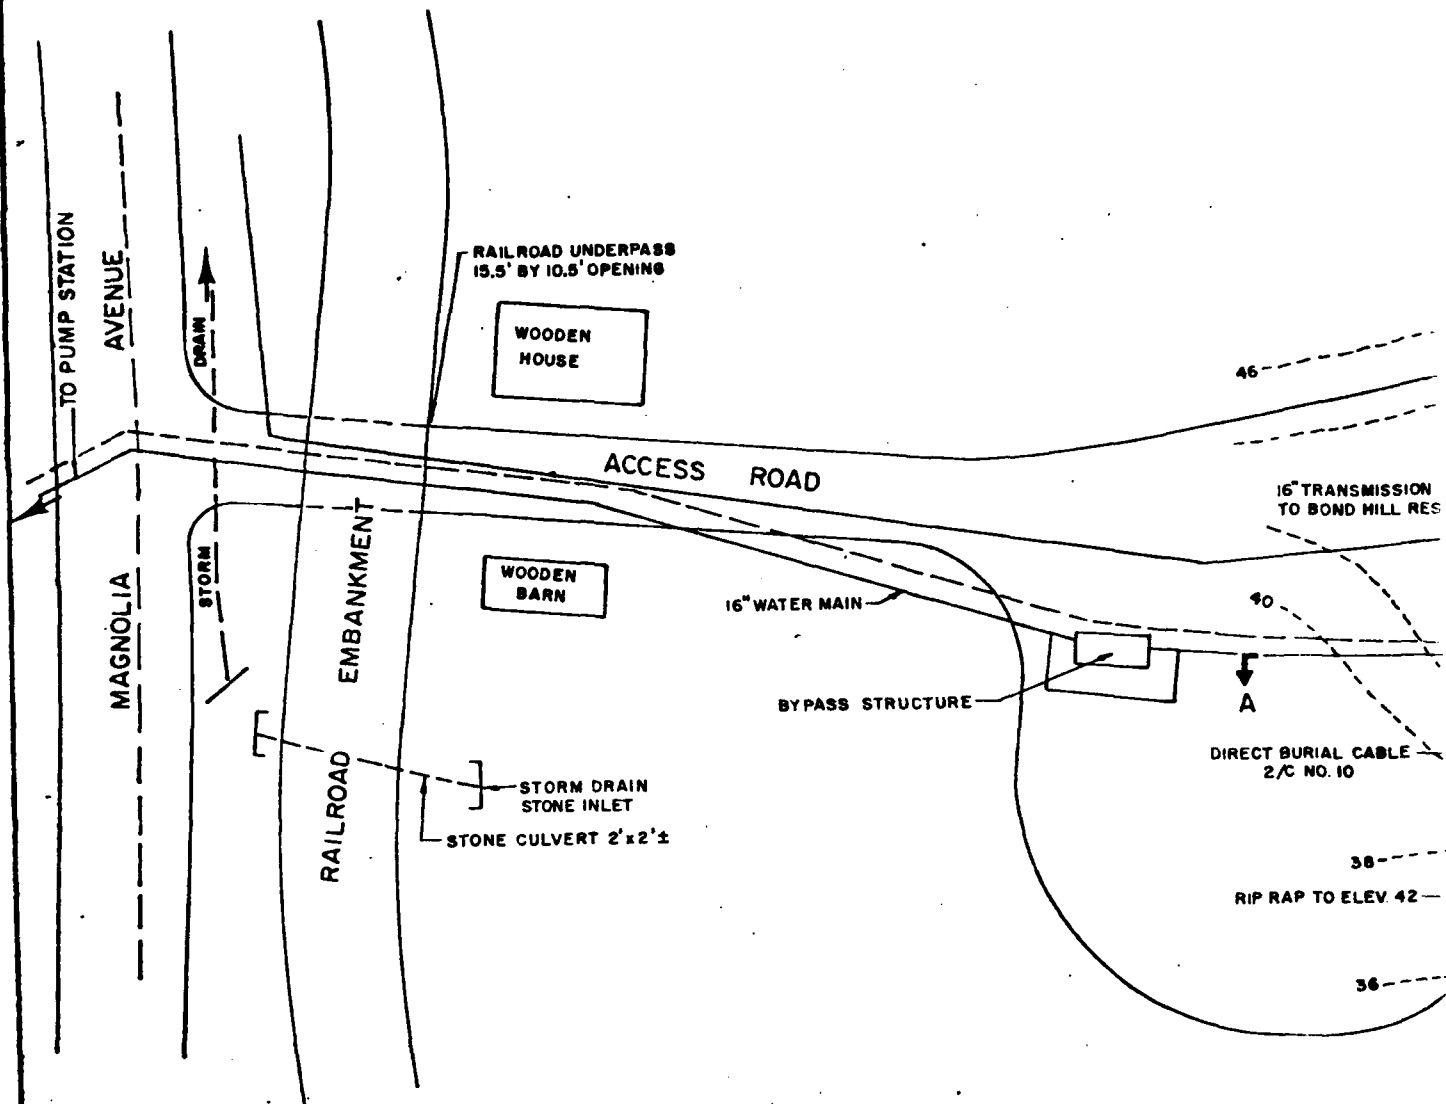 TO PUMP STATION
MAGNOLIA AVENUE
STORM DRAIN
RAILROAD EMBANKMENT
RAILROAD UNDERPASS
15.5' BY 10.5' OPENING
WOODEN
HOUSE
ACCESS ROAD
46
16" TRANSMISSION
TO BOND HILL RES
WOODEN
BARN
16" WATER MAIN
40
BYPASS STRUCTURE
A
DIRECT BURIAL CABLE
2/C NO. 10
STORM DRAIN
STONE INLET
STONE CULVERT 2'x2'±
38
RIP RAP TO ELEV. 42
36